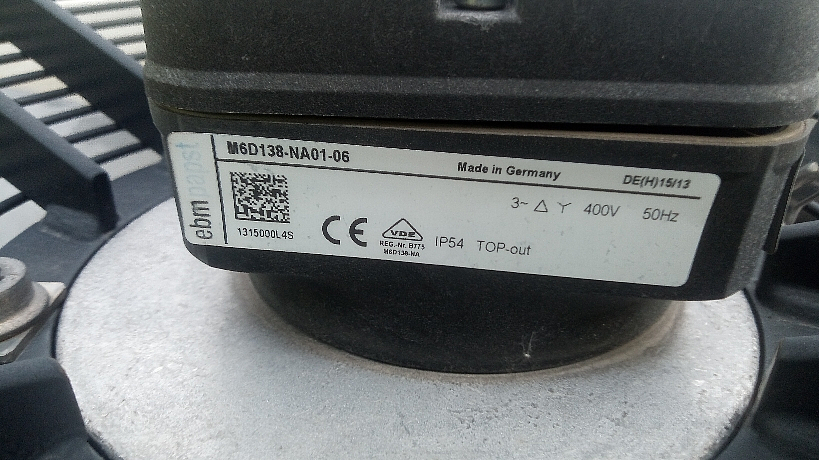 ebmpapst
M6D138-NA01-06
Made in Germany
DE(H)15/13
1315000L4S
CE
VDE
REG.-Nr. B775
M6D138-NA
3~ △ Y 400V 50Hz
IP54 TOP-out